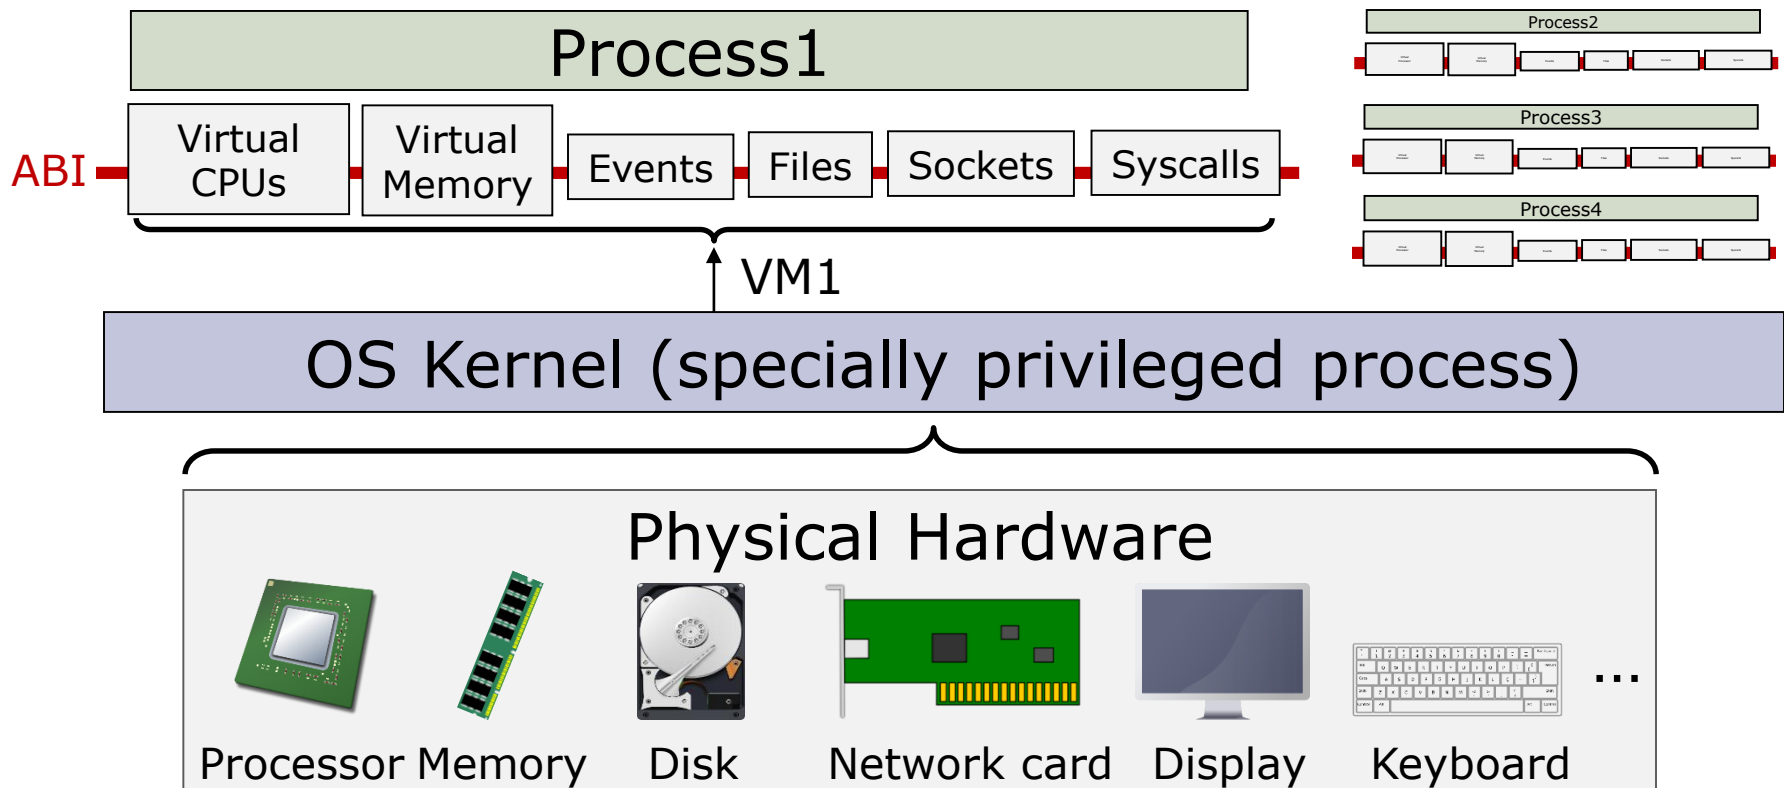 Process1
ABI
Virtual
CPUs
Virtual
Memory
Events
Files
Sockets
Syscalls
VM1
Process2
Process3
Process4
OS Kernel (specially privileged process)
Physical Hardware
Processor
Memory
Disk
Network card
Display
Keyboard
...